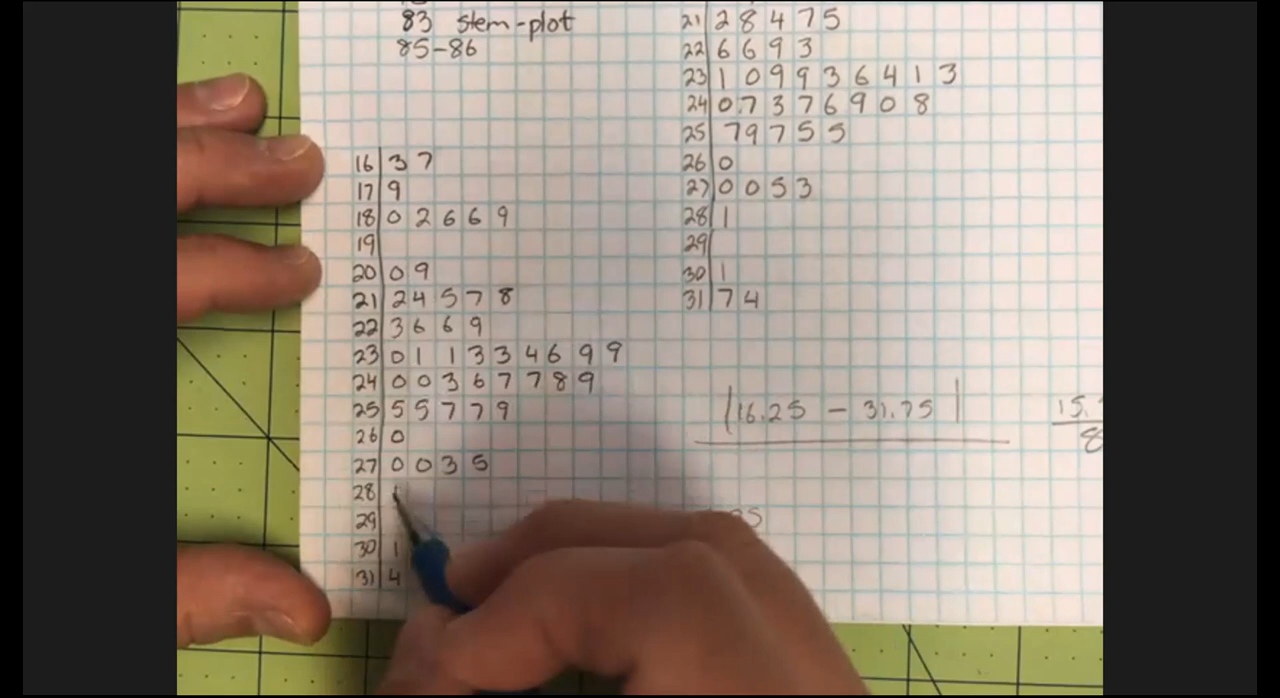 83 stem-plot
85-86
16 | 3 7
17 | 9
18 | 0 2 6 6 9
19 |
20 | 0 9
21 | 2 4 5 7 8
22 | 3 6 6 9
23 | 0 1 1 3 3 4 6 9 9
24 | 0 0 3 6 7 7 8 9
25 | 5 5 7 7 9
26 | 0
27 | 0 0 3 5
28 |
29
30 | 1
31 | 4
21 | 2 8 4 7 5
22 | 6 6 9 3
23 | 1 0 9 9 3 6 4 1 3
24 | 0 7 3 7 6 9 0 8
25 | 7 9 7 5 5
26 | 0
27 | 0 0 5 3
28 | 1
29 |
30 | 1
31 | 7 4
|16.25 - 31.75|
15.
8